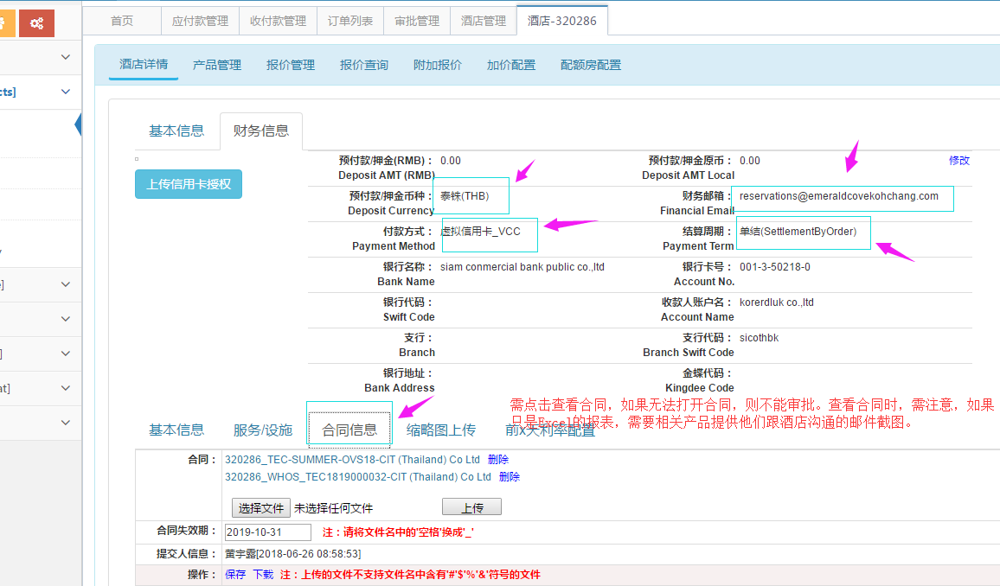 首页 应付款管理 收付款管理 订单列表 审批管理 酒店管理 酒店-320286
酒店详情 产品管理 报价管理 报价查询 附加报价 加价配置 配额房配置
cts]
基本信息 财务信息
上传信用卡授权
预付款/押金(RMB)： 0.00 预付款/押金原币： 0.00 修改
Deposit AMT (RMB) Deposit AMT Local
预付款/押金币种： 泰铢(THB) 财务邮箱： reservations@emeraldcovekohchang.com
Deposit Currency Financial Email
付款方式： 虚拟信用卡_VCC 结算周期： 单结(SettlementByOrder)
Payment Method Payment Term
银行名称： siam conmercial bank public co.,ltd 银行卡号： 001-3-50218-0
Bank Name Account No.
银行代码： 收款人账户名： korerdluk co.,ltd
Swift Code Account Name
支行： 支行代码： sicothbk
Branch Branch Swift Code
银行地址： 金蝶代码：
Bank Address Kingdee Code
at]
需点击查看合同，如果无法打开合同，则不能审批。查看合同时，需注意，如果
只是Excel的报表，需要相关产品提供他们跟酒店沟通的邮件截图。
基本信息 服务/设施 合同信息 缩略图上传 前x天利率配置
合同： 320286_TEC-SUMMER-OVS18-CIT (Thailand) Co Ltd 删除
320286_WHOS_TEC1819000032-CIT (Thailand) Co Ltd 删除
选择文件 未选择任何文件 上传
合同失效期： 2019-10-31 注：请将文件名中的'空格'换成'_'
提交人信息： 黄宇露[2018-06-26 08:58:53]
操作： 保存 下载 注：上传的文件不支持文件名中含有'#'$'%'&'符号的文件